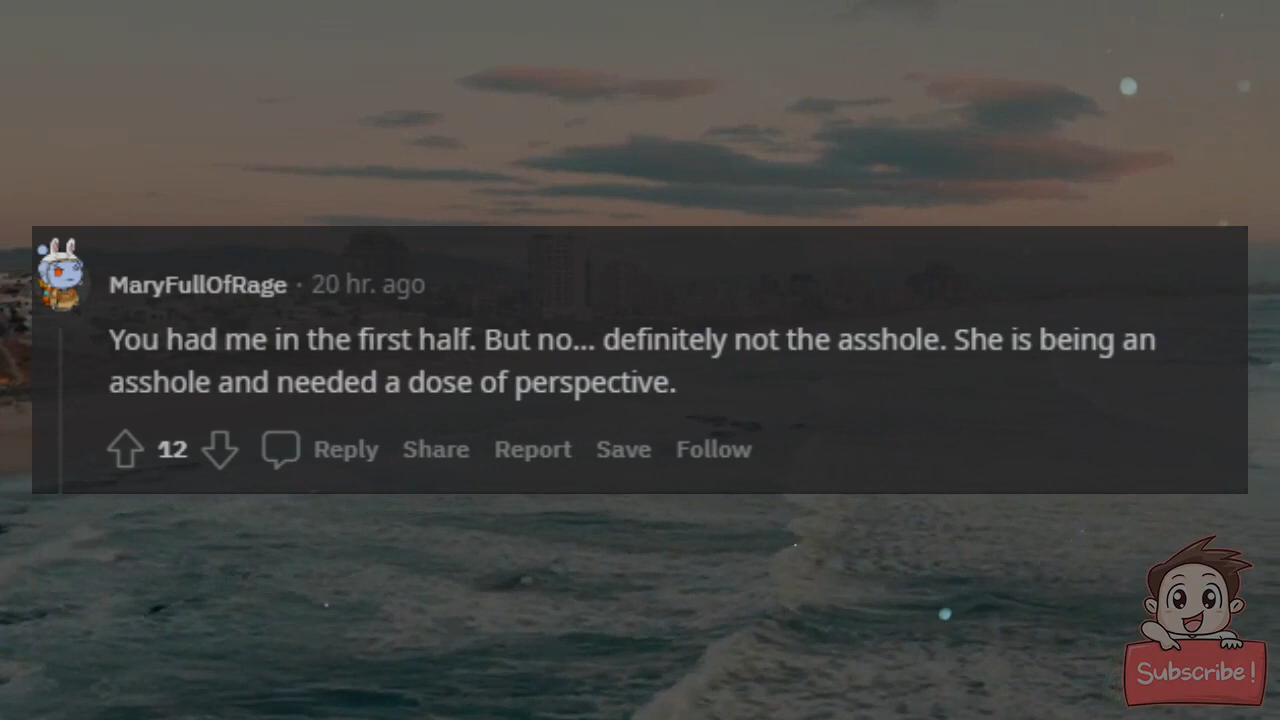 MaryFullOfRage · 20 hr. ago
You had me in the first half. But no... definitely not the asshole. She is being an
asshole and needed a dose of perspective.
12 Reply Share Report Save Follow
Subscribe!